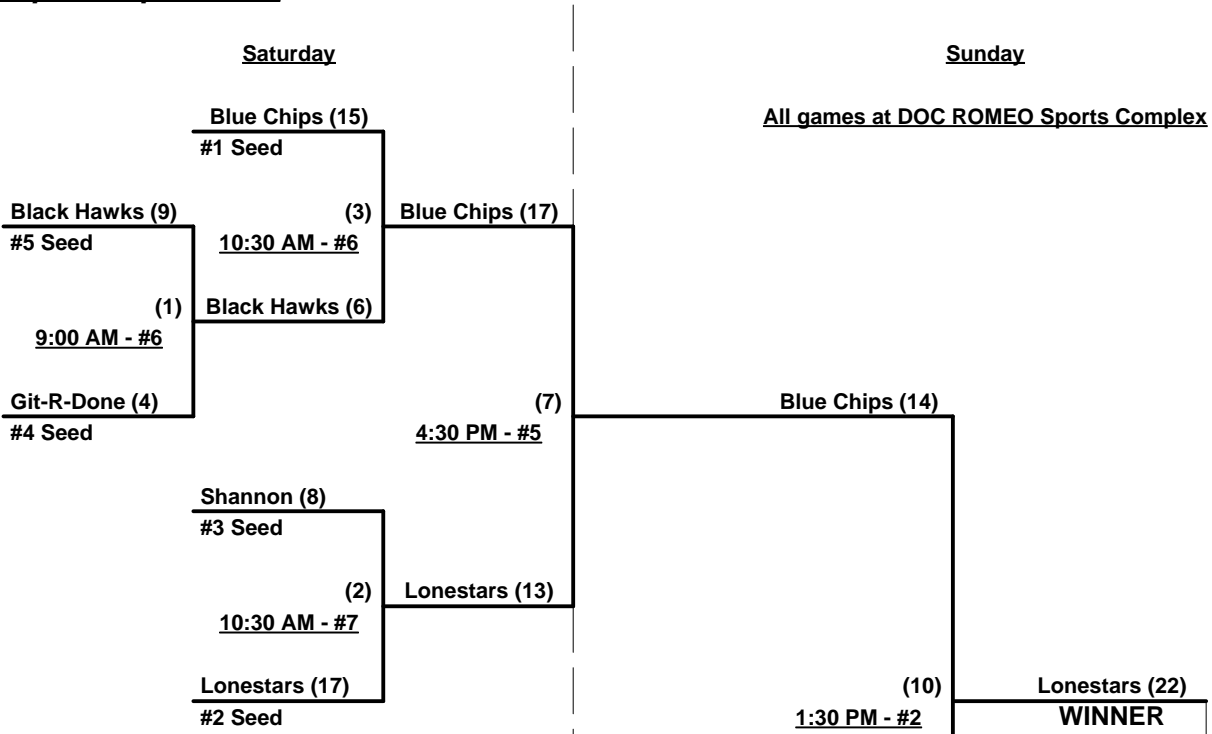 Saturday
Sunday
Blue Chips (15)
All games at DOC ROMEO Sports Complex
#1 Seed
Black Hawks (9)
(3)
Blue Chips (17)
#5 Seed
10:30 AM - #6
(1)
Black Hawks (6)
9:00 AM - #6
Git-R-Done (4)
(7)
Blue Chips (14)
#4 Seed
4:30 PM - #5
Shannon (8)
#3 Seed
(2)
Lonestars (13)
10:30 AM - #7
Lonestars (17)
(10)
Lonestars (22)
#2 Seed
1:30 PM - #2
WINNER